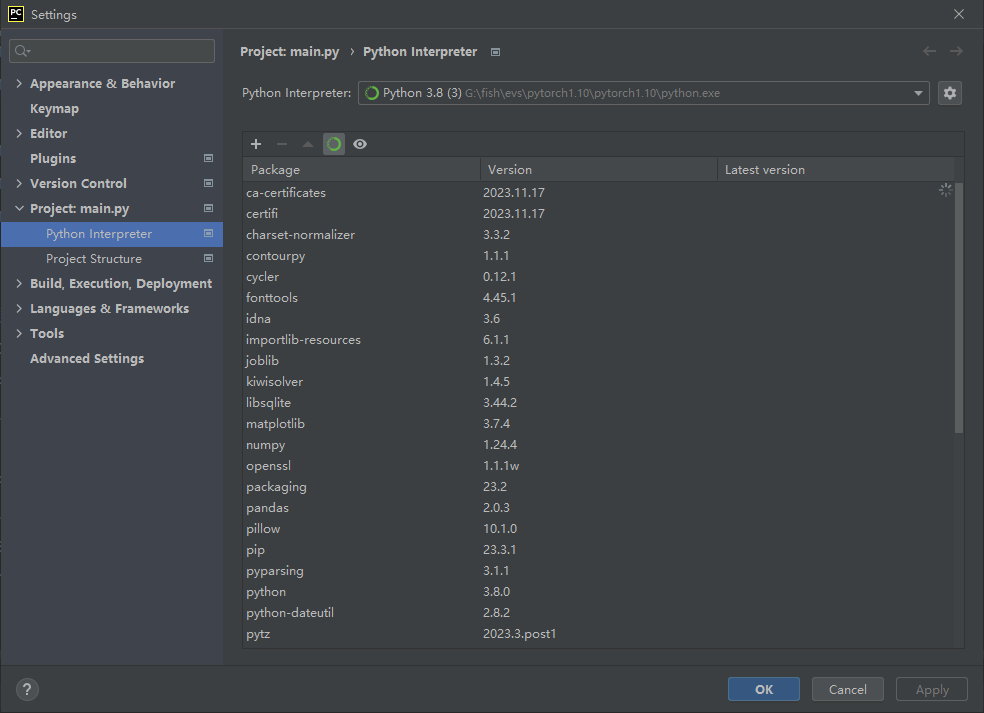 PC
Settings
Appearance & Behavior
Keymap
Editor
Plugins
Version Control
Project: main.py
Python Interpreter
Project Structure
Build, Execution, Deployment
Languages & Frameworks
Tools
Advanced Settings
Project: main.py › Python Interpreter
Python Interpreter: Python 3.8 (3) G:\fish\evs\pytorch1.10\pytorch1.10\python.exe
Package Version Latest version
ca-certificates 2023.11.17
certifi 2023.11.17
charset-normalizer 3.3.2
contourpy 1.1.1
cycler 0.12.1
fonttools 4.45.1
idna 3.6
importlib-resources 6.1.1
joblib 1.3.2
kiwisolver 1.4.5
libsqlite 3.44.2
matplotlib 3.7.4
numpy 1.24.4
openssl 1.1.1w
packaging 23.2
pandas 2.0.3
pillow 10.1.0
pip 23.3.1
pyparsing 3.1.1
python 3.8.0
python-dateutil 2.8.2
pytz 2023.3.post1
? OK Cancel Apply